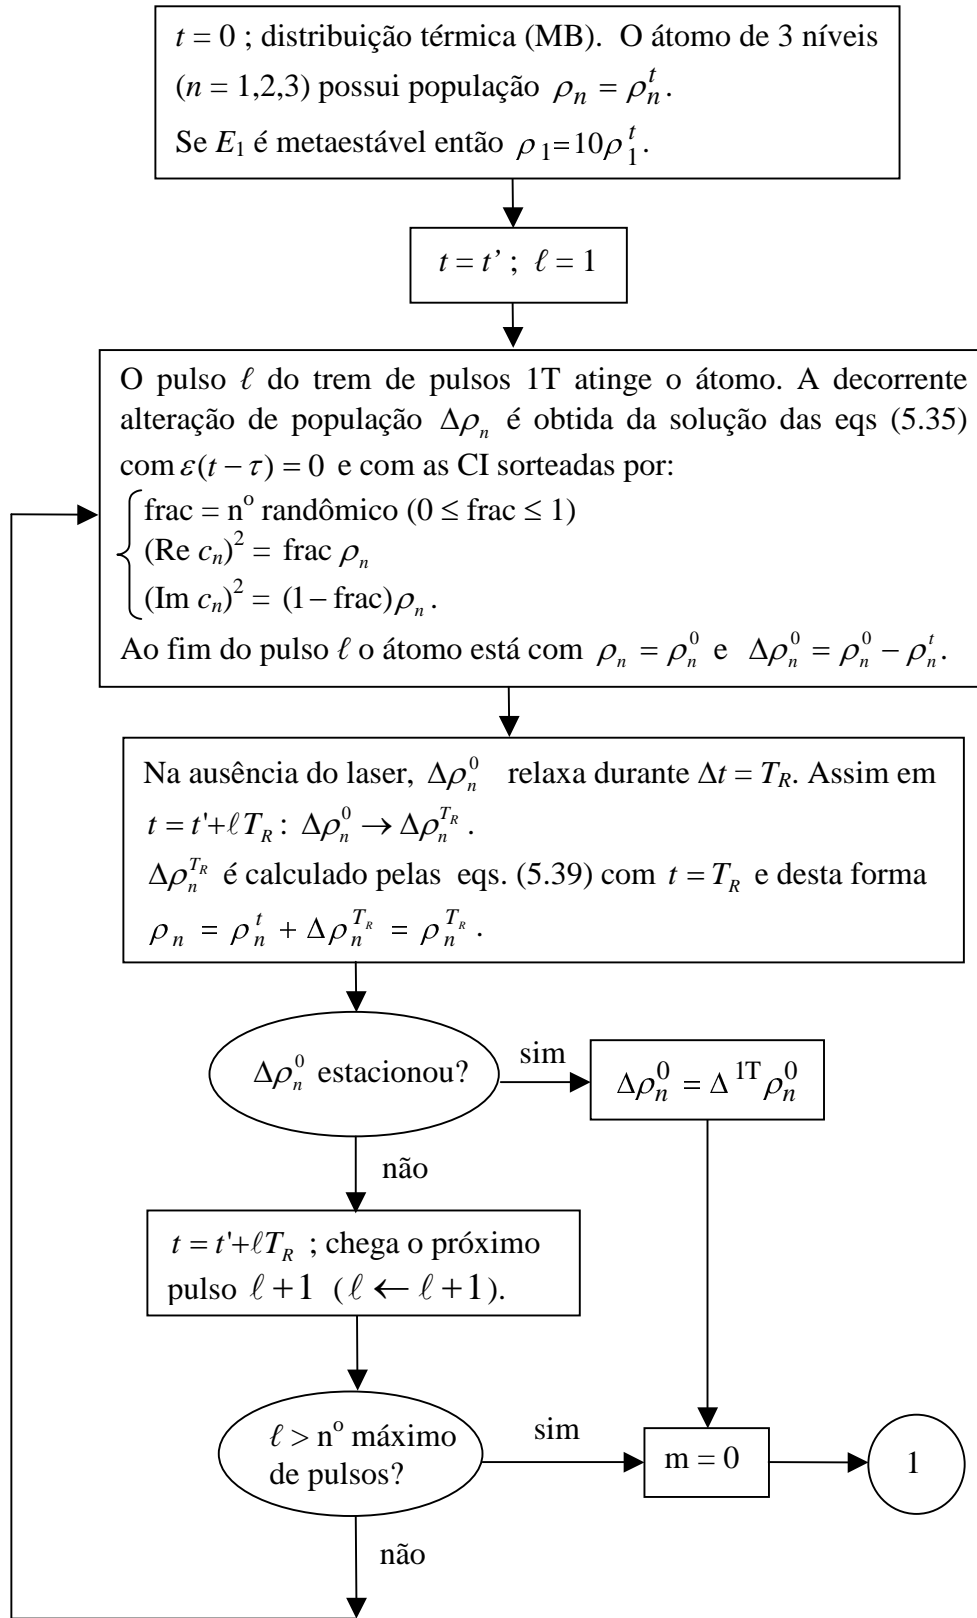 t = 0 ; distribuição térmica (MB). O átomo de 3 níveis
(n = 1,2,3) possui população ρ_n = ρ_n^t.
Se E₁ é metaestável então ρ_1=10ρ_1^t.
t = t’ ; ℓ = 1
O pulso ℓ do trem de pulsos 1T atinge o átomo. A decorrente
alteração de população Δρ_n é obtida da solução das eqs (5.35)
com ε(t − τ) = 0 e com as CI sorteadas por:
frac = nº randômico (0 ≤ frac ≤ 1)
(Re c_n)² = frac ρ_n
(Im c_n)² = (1 − frac)ρ_n.
Ao fim do pulso ℓ o átomo está com ρ_n = ρ_n^0 e Δρ_n^0 = ρ_n^0 − ρ_n^t.
Na ausência do laser, Δρ_n^0 relaxa durante Δt = T_R. Assim em
t = t'+ℓT_R : Δρ_n^0 → Δρ_n^{T_R}.
Δρ_n^{T_R} é calculado pelas eqs. (5.39) com t = T_R e desta forma
ρ_n = ρ_n^t + Δρ_n^{T_R} = ρ_n^{T_R}.
Δρ_n^0 estacionou?
sim
Δρ_n^0 = Δ^{1T}ρ_n^0
não
t = t'+ℓT_R ; chega o próximo
pulso ℓ+1 (ℓ ← ℓ+1).
ℓ > nº máximo
de pulsos?
sim
m = 0
1
não